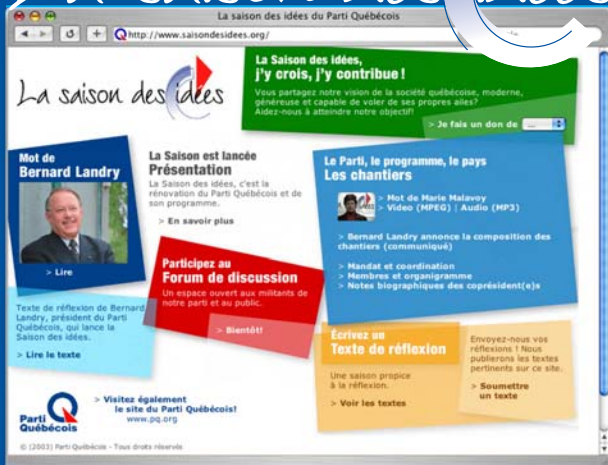 La saison des idées du Parti Québécois
http://www.saisondesidees.org/
La saison des idées
La Saison des idées,
j'y crois, j'y contribue !
Vous partagez notre vision de la société québécoise, moderne,
généreuse et capable de voler de ses propres ailes?
Aidez-nous à atteindre notre objectif!
> Je fais un don de ...
Mot de
Bernard Landry
> Lire
Texte de réflexion de Bernard
Landry, président du Parti
Québécois, qui lance la
Saison des idées.
> Lire le texte
La Saison est lancée
Présentation
La Saison des idées, c'est la
rénovation du Parti Québécois et de
son programme.
> En savoir plus
Participez au
Forum de discussion
Un espace ouvert aux militants de
notre parti et au public.
> Bientôt!
Le Parti, le programme, le pays
Les chantiers
> Mot de Marie Malavoy
> Video (MPEG) | Audio (MP3)
> Bernard Landry annonce la composition des
chantiers (communiqué)
> Mandat et coordination
> Membres et organigramme
> Notes biographiques des coprésident(e)s
Écrivez un
Texte de réflexion
Une saison propice
à la réflexion.
> Voir les textes
Envoyez-nous vos
réflexions ! Nous
publierons les textes
pertinents sur ce site.
> Soumettre
un texte
Parti
Québécois
> Visitez également
le site du Parti Québécois!
www.pq.org
© (2003) Parti Québécois - Tous droits réservés